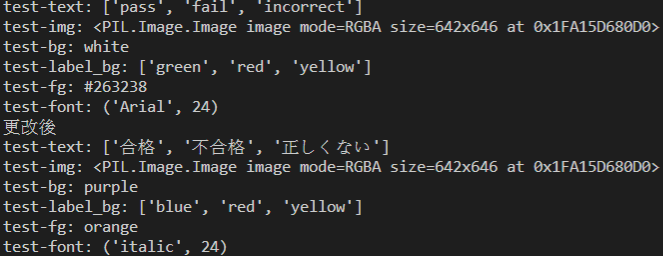 test-text: ['pass', 'fail', 'incorrect']
test-img: <PIL.Image.Image image mode=RGBA size=642x646 at 0x1FA15D680D0>
test-bg: white
test-label_bg: ['green', 'red', 'yellow']
test-fg: #263238
test-font: ('Arial', 24)
更改後
test-text: ['合格', '不合格', '正しくない']
test-img: <PIL.Image.Image image mode=RGBA size=642x646 at 0x1FA15D680D0>
test-bg: purple
test-label_bg: ['blue', 'red', 'yellow']
test-fg: orange
test-font: ('italic', 24)